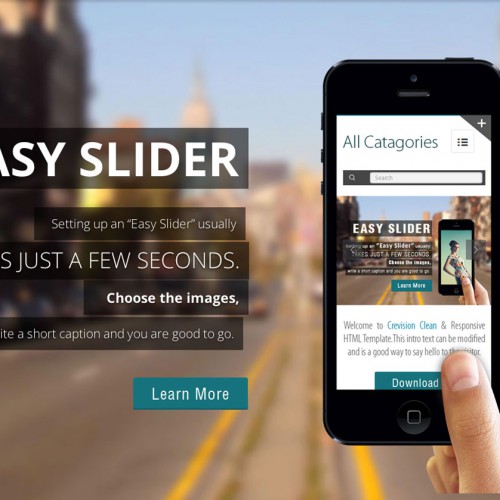 ASY SLIDER
Setting up an “Easy Slider” usually
S JUST A FEW SECONDS.
Choose the images,
ite a short caption and you are good to go.
Learn More
All Catagories
Search
EASY SLIDER
Setting up an “Easy Slider” usually
TAKES JUST A FEW SECONDS.
Choose the images,
write a short caption and you are good to go.
Learn More
Welcome to Crevision Clean & Responsive
HTML Template.This intro text can be modified
and is a good way to say hello to the visitor.
Download